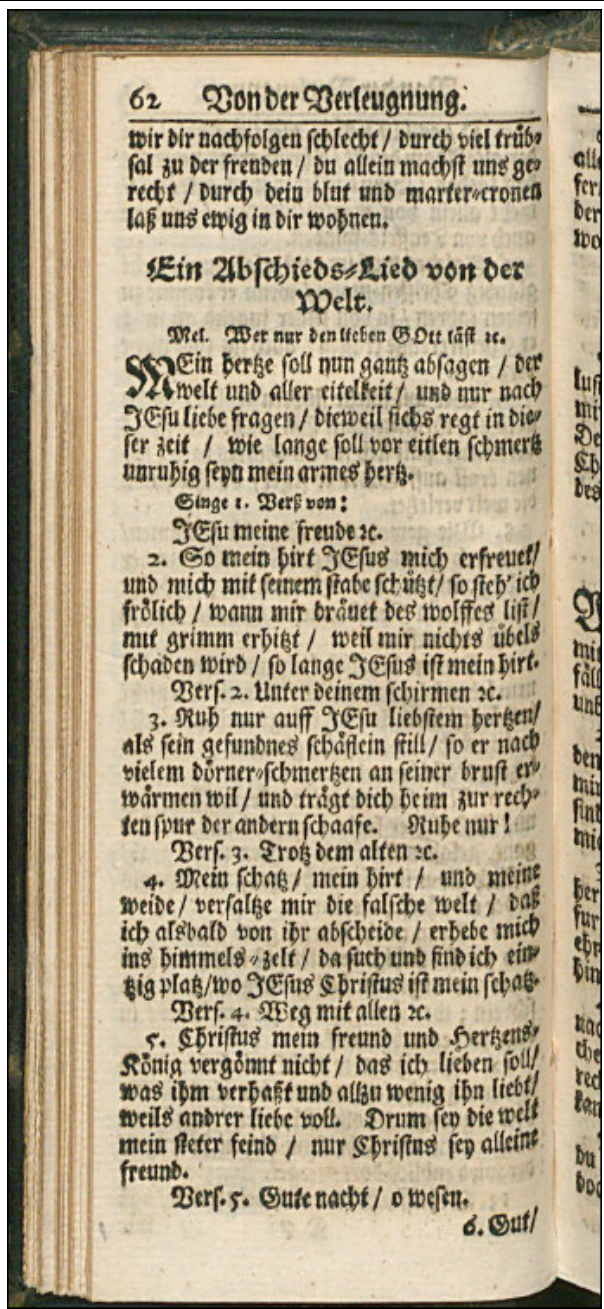 62 Von der Verleugnung.
wir dir nachfolgen schlecht / durch viel trüb-
sal zu der freuden / du allein machst uns ge-
recht / durch dein blut und marter-cronen
laß uns ewig in dir wohnen.
Ein Abschieds-Lied von der
Welt.
Mel. Wer nur den lieben GOtt läst ꝛc.
MEin hertze soll nun gantz absagen / der
welt und aller eitelkeit / und nur nach
JEsu liebe fragen / dieweil sichs regt in die-
ser zeit / wie lange soll vor eitlen schmertz
unruhig seyn mein armes hertz.
Singe 1. Verß von:
JEsu meine freude ꝛc.
2. So mein hirt JEsus mich erfreuet/
und mich mit seinem stabe schützt/ so steh' ich
frölich / wann mir dräuet des wolffes list /
mit grimm erhitzt / weil mir nichts übels
schaden wird / so lange JEsus ist mein hirt.
Vers. 2. Unter deinem schirmen ꝛc.
3. Ruh nur auff JEsu liebstem hertzen/
als sein gefundnes schäflein still/ so er nach
vielem dörner-schmertzen an seiner brust er-
wärmen wil / und trägt dich heim zur rech-
ten spur der andern schaafe. Ruhe nur!
Vers. 3. Trotz dem alten ꝛc.
4. Mein schatz / mein hirt / und meine
weide / versaltze mir die falsche welt / daß
ich alsbald von ihr abscheide / erhebe mich
ins himmels-zelt / da such und find ich ein-
tzig platz/wo JEsus Christus ist mein schatz.
Vers. 4. Weg mit allen ꝛc.
5. Christus mein freund und Hertzens-
König vergönnt nicht / das ich lieben soll/
was ihm verhaßt und allzu wenig ihn liebt/
weils andrer liebe voll. Drum sey die welt
mein steter feind / nur Christus sey alleine
freund.
Vers. 5. Gute nacht / o wesen.
6. Gut/